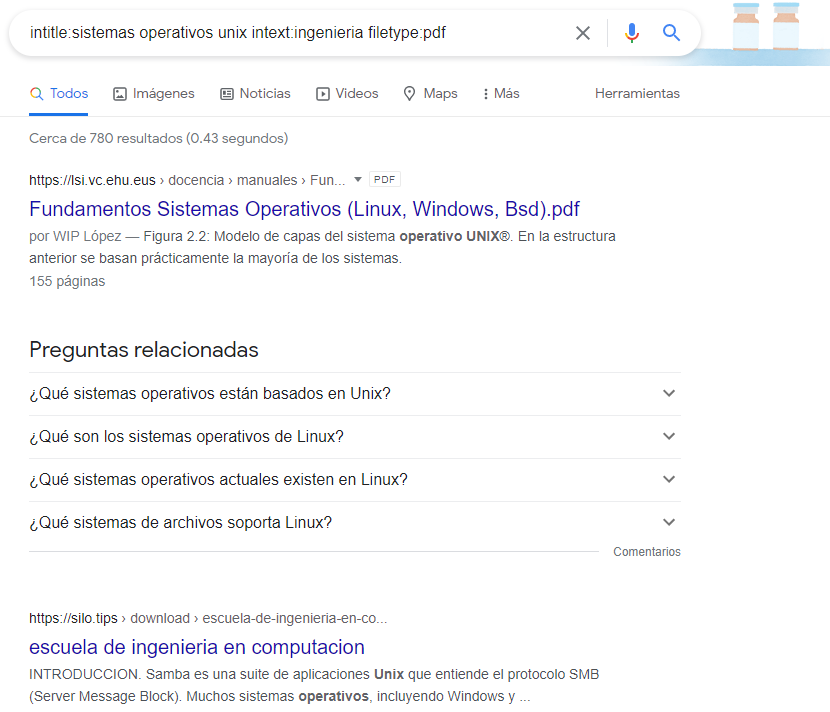 intitle:sistemas operativos unix intext:ingenieria filetype:pdf
Todos Imágenes Noticias Videos Maps Más Herramientas
Cerca de 780 resultados (0.43 segundos)
https://lsi.vc.ehu.eus › docencia › manuales › Fun... PDF
Fundamentos Sistemas Operativos (Linux, Windows, Bsd).pdf
por WIP López — Figura 2.2: Modelo de capas del sistema operativo UNIX®. En la estructura
anterior se basan prácticamente la mayoría de los sistemas.
155 páginas
Preguntas relacionadas
¿Qué sistemas operativos están basados en Unix?
¿Qué son los sistemas operativos de Linux?
¿Qué sistemas operativos actuales existen en Linux?
¿Qué sistemas de archivos soporta Linux?
Comentarios
https://silo.tips › download › escuela-de-ingenieria-en-co...
escuela de ingenieria en computacion
INTRODUCCION. Samba es una suite de aplicaciones Unix que entiende el protocolo SMB
(Server Message Block). Muchos sistemas operativos, incluyendo Windows y ...